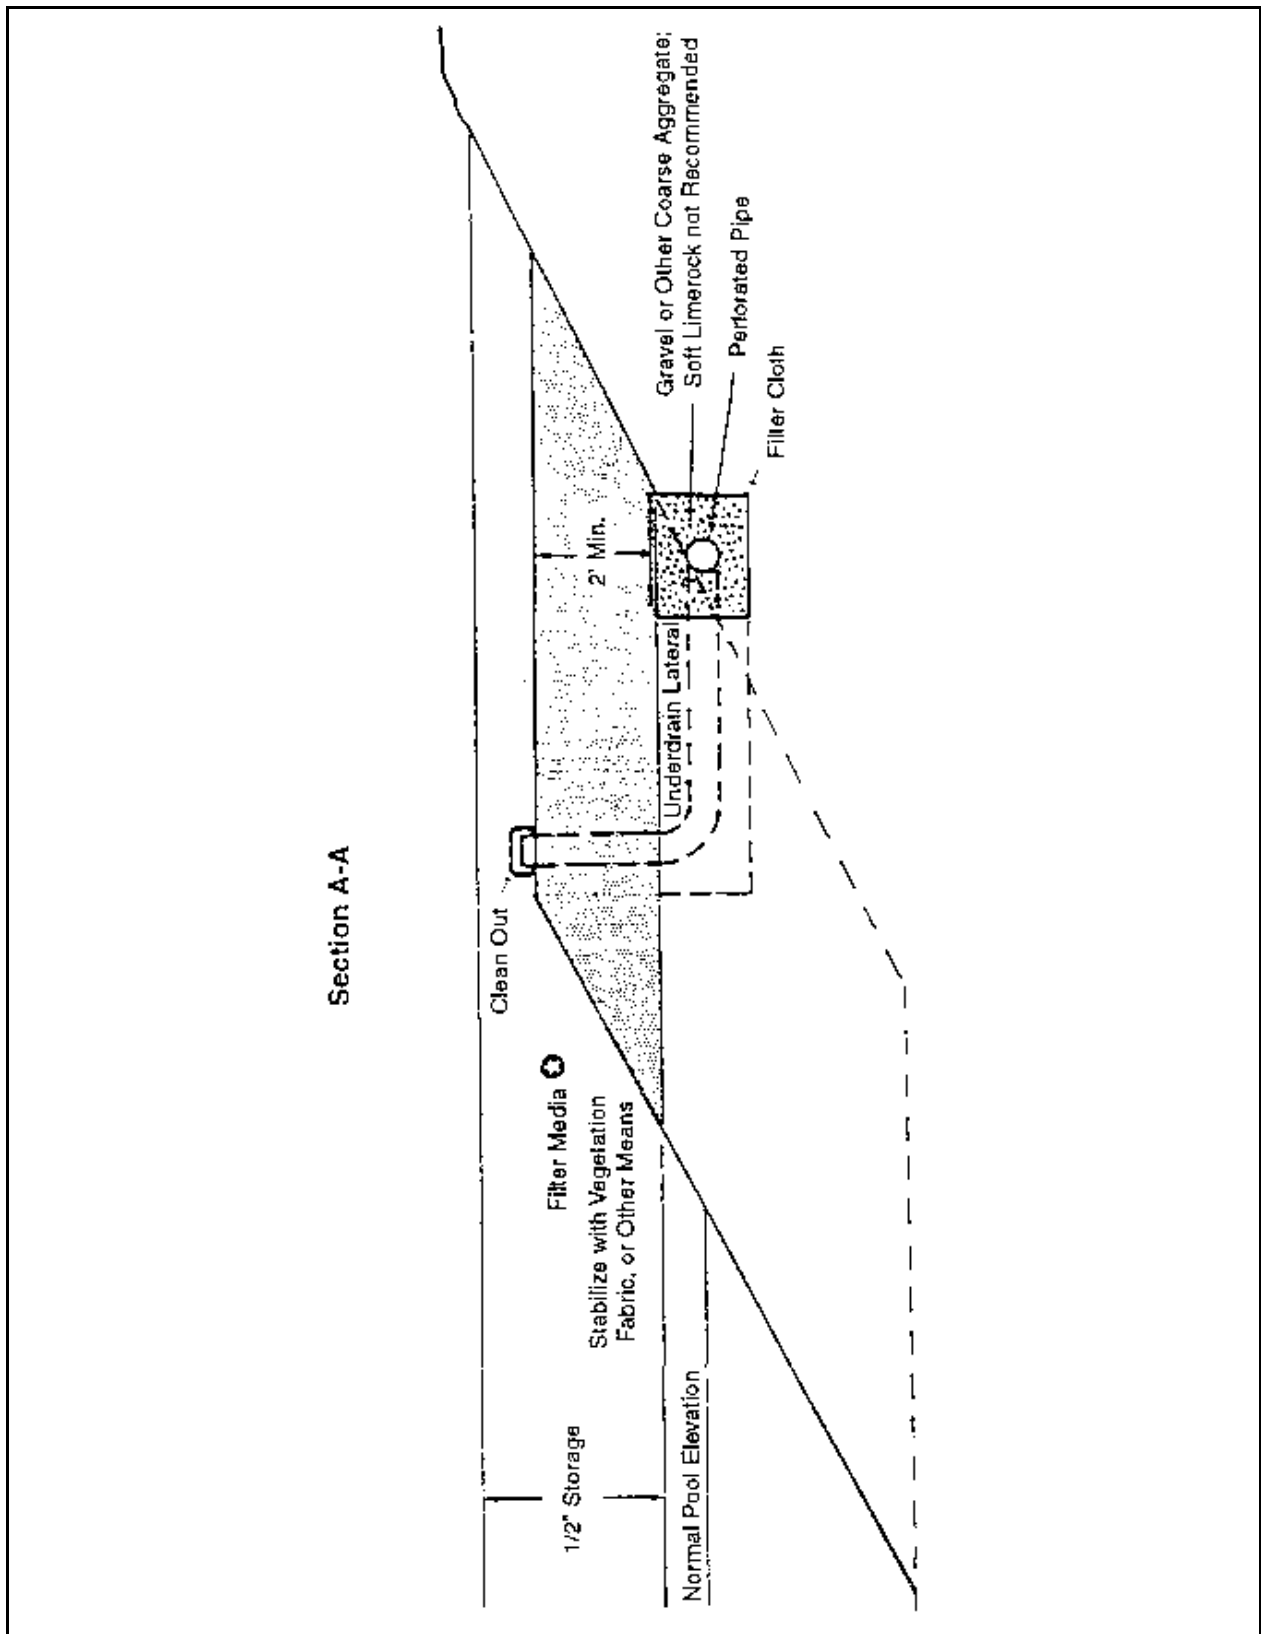 Section A-A
Clean Out
Filter Media
Stabilize with Vegetation
Fabric, or Other Means
1/2" Storage
Normal Pool Elevation
2' Min.
Underdrain Lateral
Gravel or Other Coarse Aggregate;
Soft Limerock not Recommended
Perforated Pipe
Filter Cloth